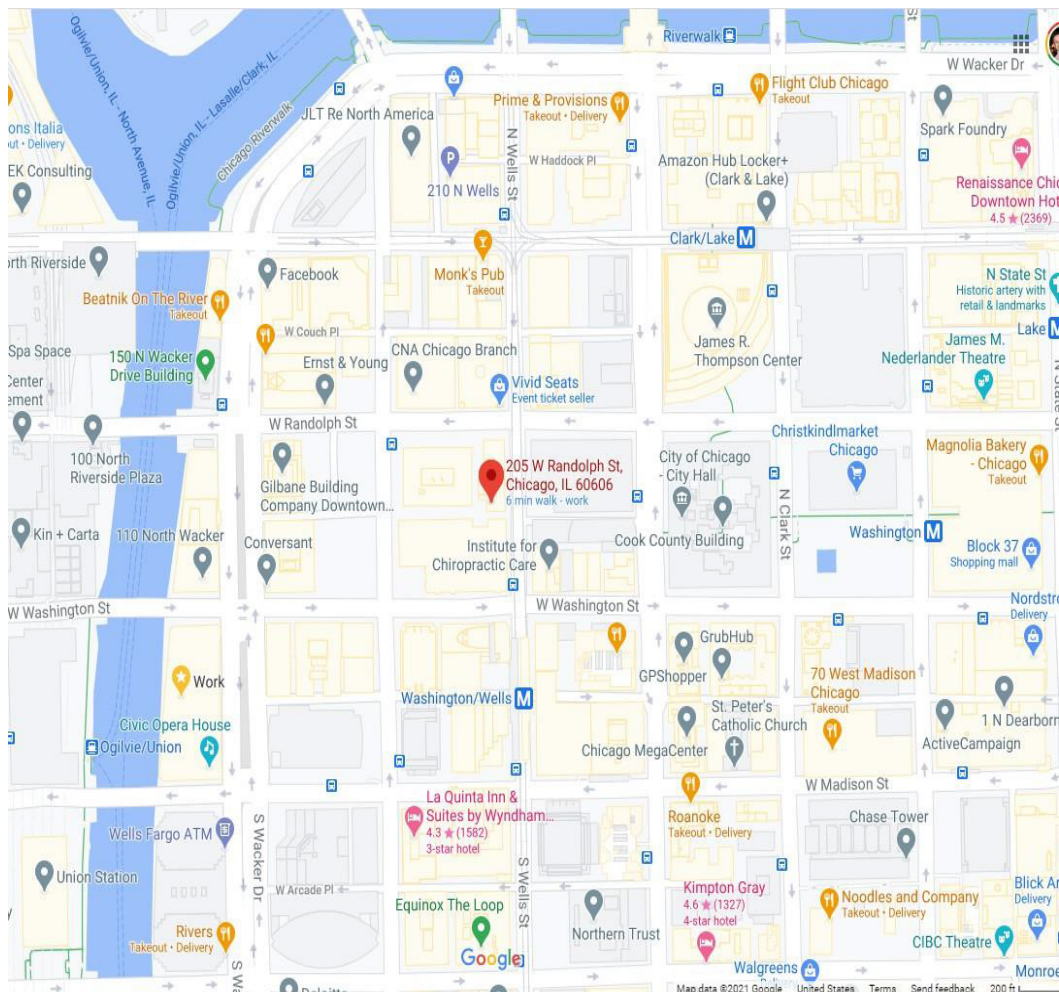 Ogilvie/Union, IL - North Avenue, IL
Ogilvie/Union, IL - Lasalle/Clark, IL
Chicago Riverwalk
Riverwalk
St
W Wacker Dr
Flight Club Chicago
Takeout
Prime & Provisions
Takeout • Delivery
JLT Re North America
N Wells St
W Haddock Pl
210 N Wells
Spark Foundry
ons Italia
out • Delivery
EK Consulting
Amazon Hub Locker+
(Clark & Lake)
Renaissance Chic
Downtown Hot
4.5 ★ (2369)
Clark/Lake
orth Riverside
Facebook
Monk's Pub
Takeout
N State St
Historic artery with
retail & landmarks
Beatnik On The River
Takeout
W Couch Pl
James R.
Thompson Center
Lake
Spa Space
150 N Wacker
Drive Building
Ernst & Young
CNA Chicago Branch
James M.
Nederlander Theatre
Center
ement
Vivid Seats
Event ticket seller
N State St
W Randolph St
100 North
Riverside Plaza
Christkindlmarket
Chicago
Magnolia Bakery
- Chicago
Takeout
205 W Randolph St,
Chicago, IL 60606
6 min walk - work
City of Chicago
- City Hall
Gilbane Building
Company Downtown...
N Clark St
Kin + Carta
110 North Wacker
Conversant
Institute for
Chiropractic Care
Cook County Building
Washington
Block 37
Shopping mall
W Washington St
W Washington St
Nordstro
Delivery
GrubHub
GPShopper
Work
70 West Madison
Chicago
Takeout
Washington/Wells
St. Peter's
Catholic Church
Civic Opera House
Ogilvie/Union
Chicago MegaCenter
1 N Dearborn
ActiveCampaign
W Madison St
La Quinta Inn &
Suites by Wyndham...
4.3 ★ (1582)
3-star hotel
Roanoke
Takeout • Delivery
Chase Tower
Wells Fargo ATM
S Wacker Dr
S Wells St
Union Station
W Arcade Pl
Kimpton Gray
4.6 ★ (1327)
4-star hotel
Noodles and Company
Takeout • Delivery
Blick Ar
Delivery
Equinox The Loop
Northern Trust
Rivers
Takeout • Delivery
CIBC Theatre
Google
S Wa
Walgreens
Monroe
Map data ©2021 Google United States Terms Send feedback 200 ft